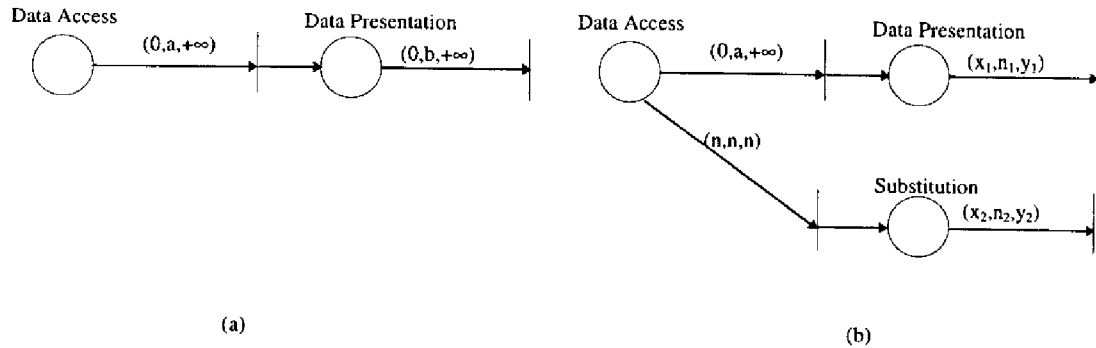 Data Access
Data Presentation
(0,a,+∞)
(0,b,+∞)
(a)
Data Access
Data Presentation
(0,a,+∞)
(x₁,n₁,y₁)
(n,n,n)
Substitution
(x₂,n₂,y₂)
(b)